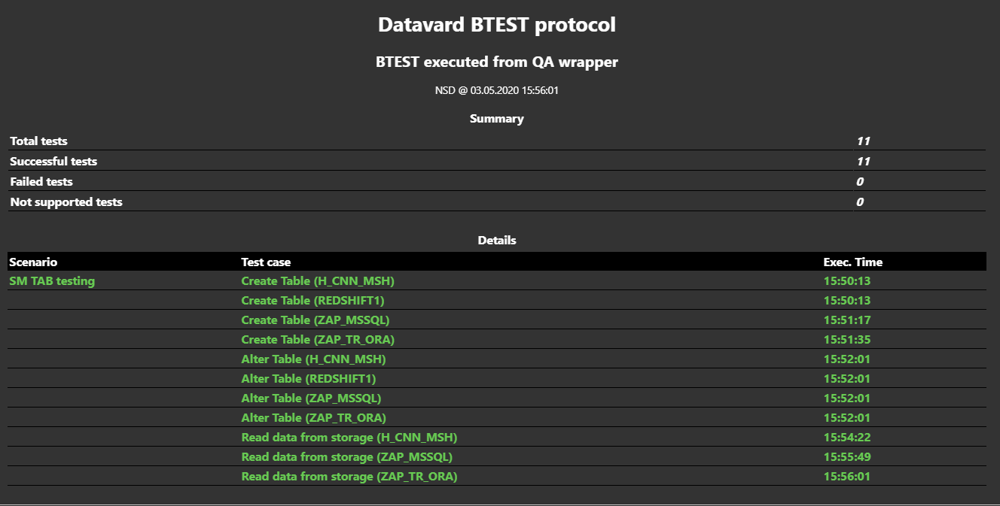 Datavard BTEST protocol
BTEST executed from QA wrapper
NSD @ 03.05.2020 15:56:01
Summary
Total tests 11
Successful tests 11
Failed tests 0
Not supported tests 0
Details
Scenario Test case Exec. Time
SM TAB testing Create Table (H_CNN_MSH) 15:50:13
Create Table (REDSHIFT1) 15:50:13
Create Table (ZAP_MSSQL) 15:51:17
Create Table (ZAP_TR_ORA) 15:51:35
Alter Table (H_CNN_MSH) 15:52:01
Alter Table (REDSHIFT1) 15:52:01
Alter Table (ZAP_MSSQL) 15:52:01
Alter Table (ZAP_TR_ORA) 15:52:01
Read data from storage (H_CNN_MSH) 15:54:22
Read data from storage (ZAP_MSSQL) 15:55:49
Read data from storage (ZAP_TR_ORA) 15:56:01